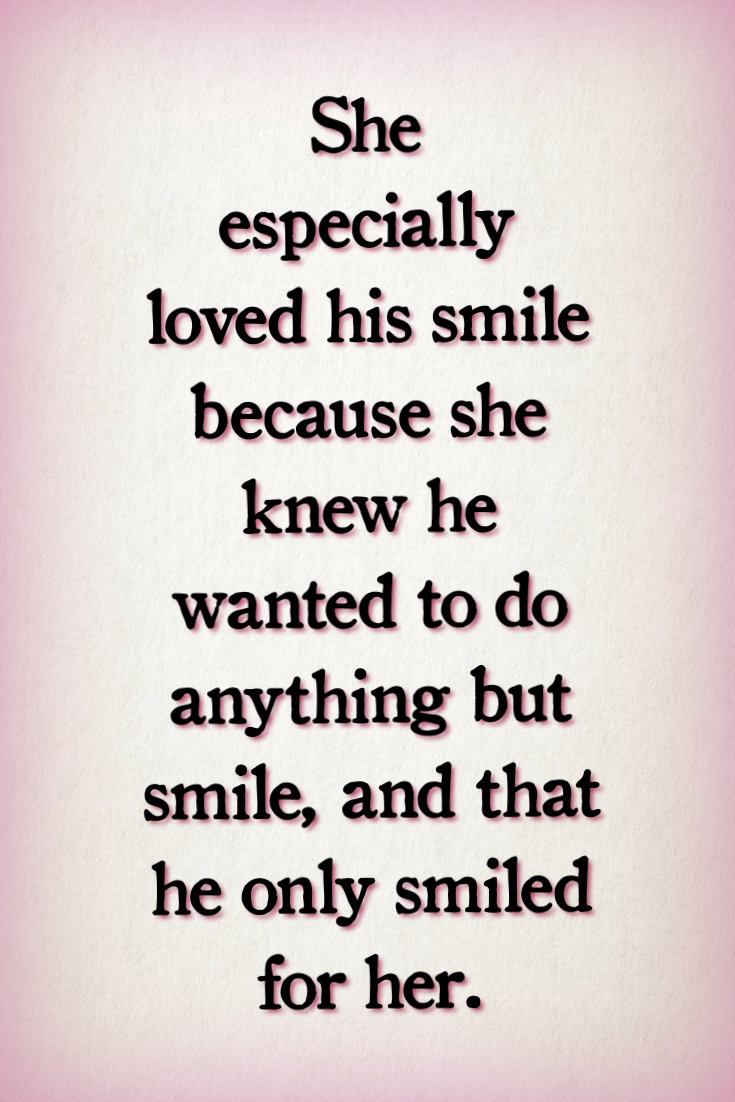 She
especially
loved his smile
because she
knew he
wanted to do
anything but
smile, and that
he only smiled
for her.